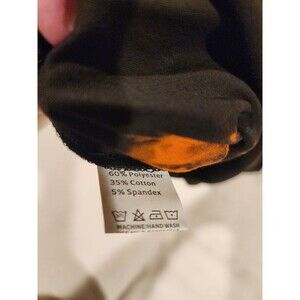 60% Polyester
35% Cotton
5% Spandex
MACHINE/HAND WASH